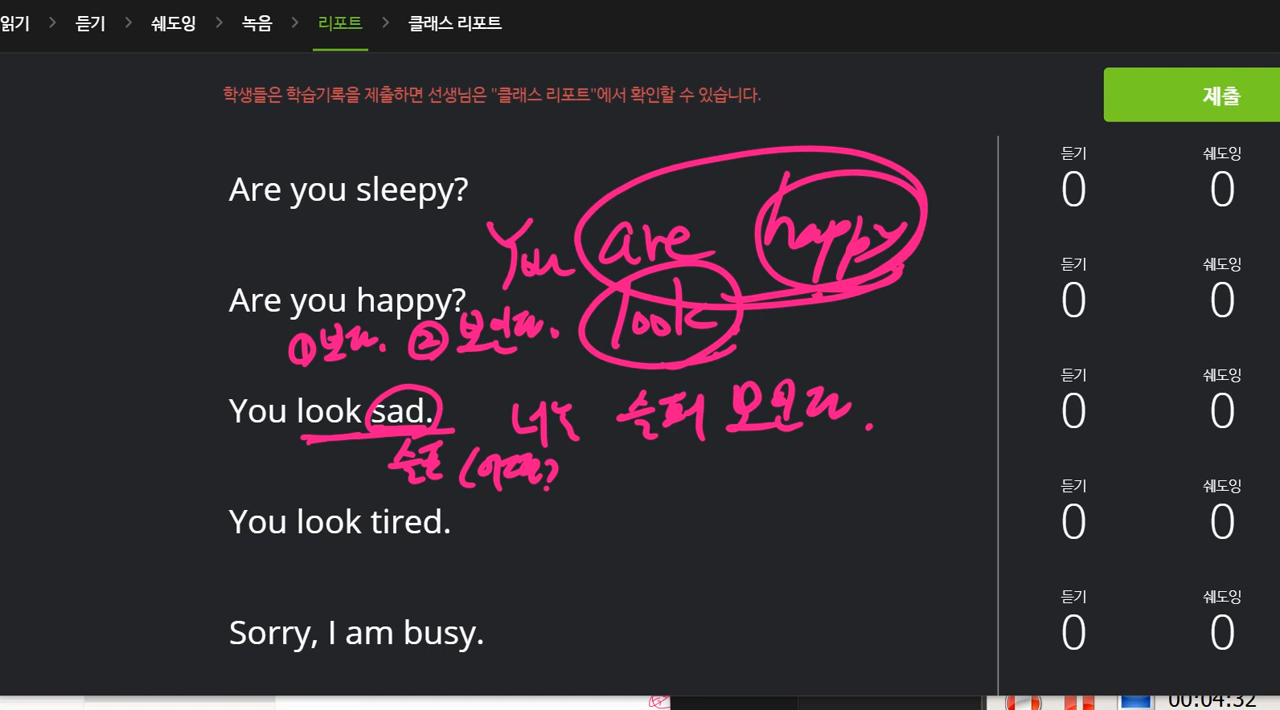 읽기 > 듣기 > 쉐도잉 > 녹음 > 리포트 > 클래스 리포트
학생들은 학습기록을 제출하면 선생님은 "클래스 리포트"에서 확인할 수 있습니다.
제출
듣기 쉐도잉
Are you sleepy? 0 0
You are happy
듣기 쉐도잉
Are you happy? 0 0
①보다. ②보인다. look
듣기 쉐도잉
You look sad. 너는 슬퍼 보인다. 0 0
슬픈
듣기 쉐도잉
You look tired. 0 0
듣기 쉐도잉
Sorry, I am busy. 0 0
00:04:32